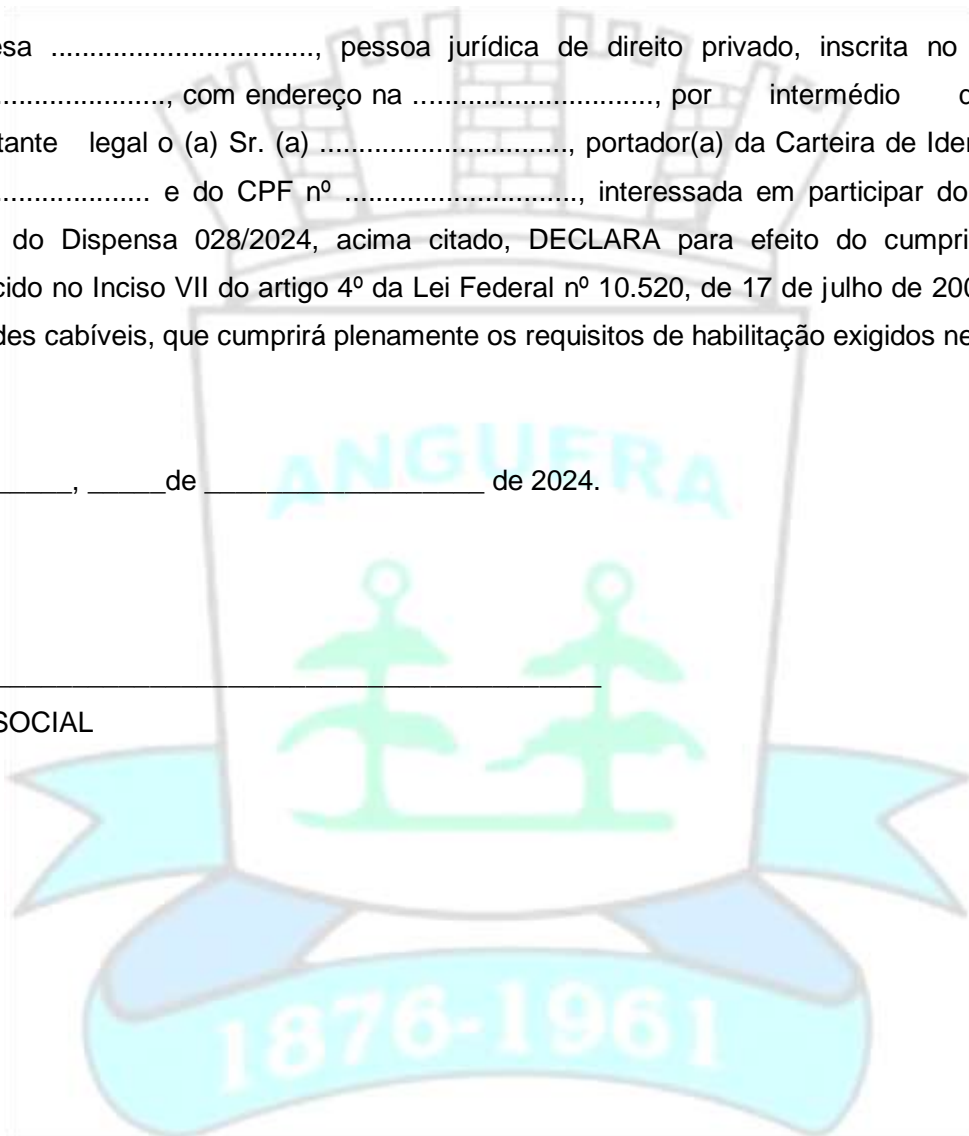 esa .................................., pessoa jurídica de direito privado, inscrita no
......................, com endereço na ..............................., por intermédio
tante legal o (a) Sr. (a) ................................, portador(a) da Carteira de
.................... e do CPF nº .............................., interessada em participar do
do Dispensa 028/2024, acima citado, DECLARA para efeito do cumpri
cido no Inciso VII do artigo 4º da Lei Federal nº 10.520, de 17 de julho de 200
des cabíveis, que cumprirá plenamente os requisitos de habilitação exigidos ne
ANGUERA
_____, _____de __________________ de 2024.
_______________________________________
SOCIAL
1876-1961